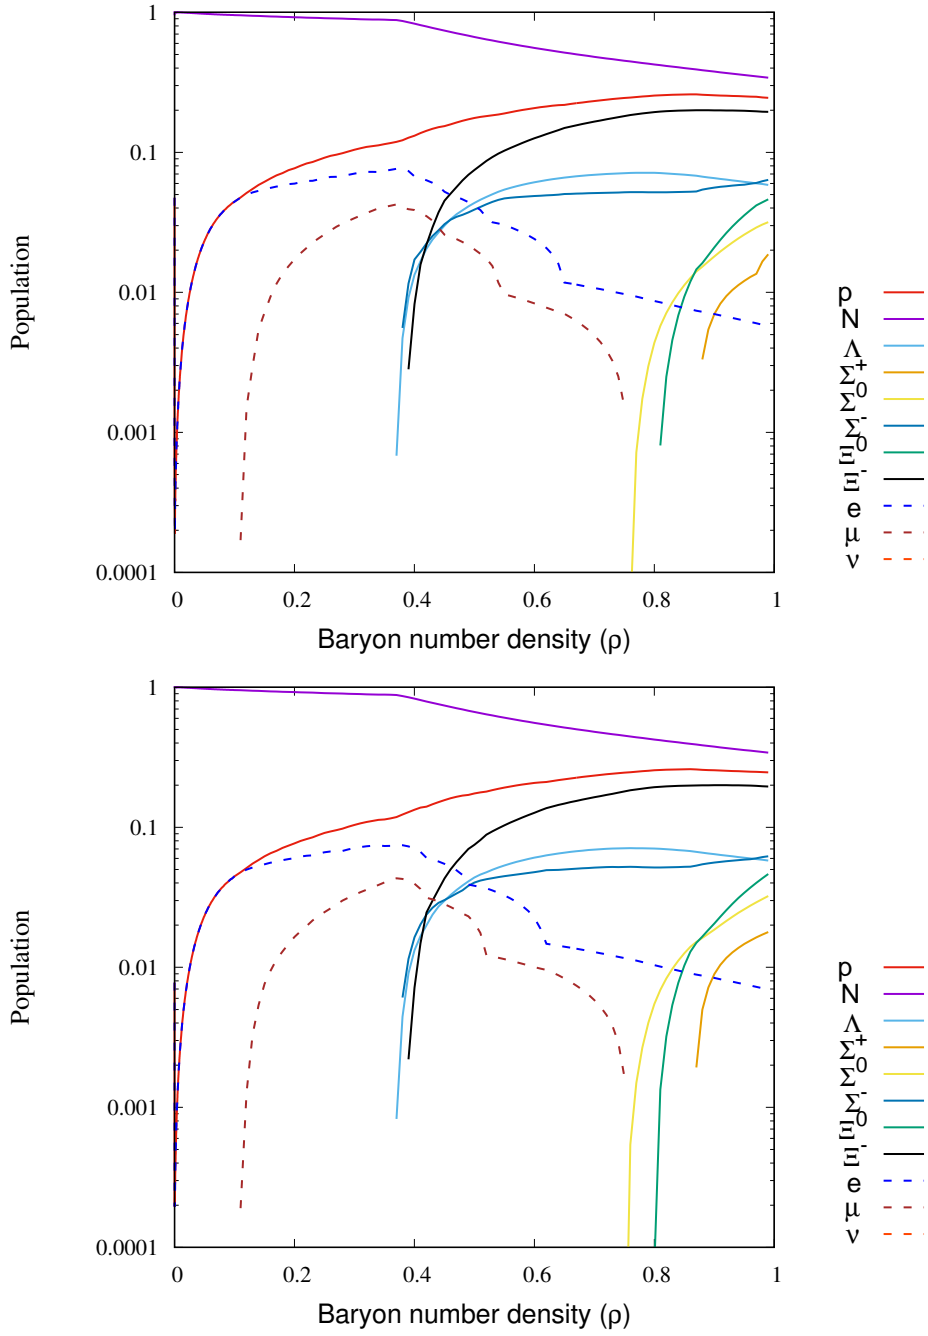 1
0.1
0.01
0.001
0.0001
Population
0 0.2 0.4 0.6 0.8 1
Baryon number density (ρ)
p
N
Λ
Σ⁺
Σ⁰
Σ⁻
Ξ⁰
Ξ⁻
e
μ
ν
1
0.1
0.01
0.001
0.0001
Population
0 0.2 0.4 0.6 0.8 1
Baryon number density (ρ)
p
N
Λ
Σ⁺
Σ⁰
Σ⁻
Ξ⁰
Ξ⁻
e
μ
ν